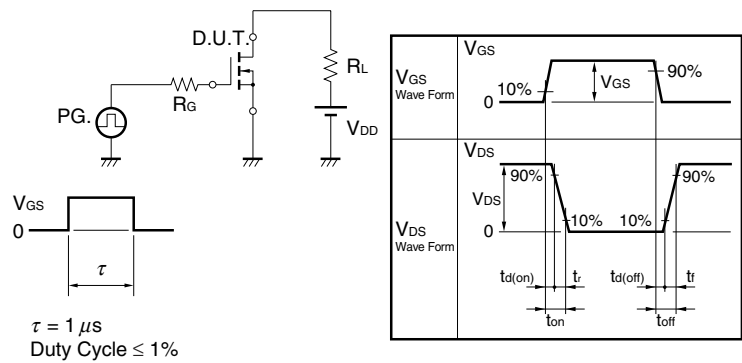 D.U.T.
RG
RL
PG.
VDD
VGS
0
τ
τ = 1 μs
Duty Cycle ≤ 1%
VGS
Wave Form
VGS
10%
VGS
90%
0
VDS
Wave Form
VDS
90%
90%
VDS
10% 10%
0
td(on) tr td(off) tf
ton toff